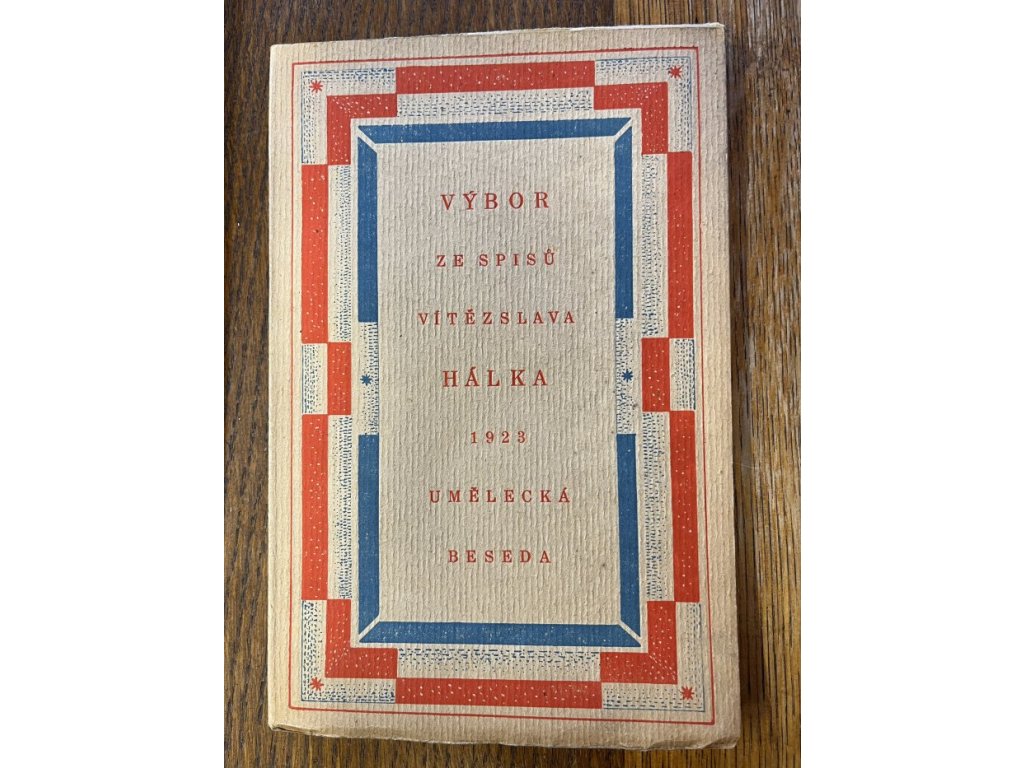 VÝBOR
ZE SPISŮ
VÍTĚZSLAVA
HÁLKA
1923
UMĚLECKÁ
BESEDA